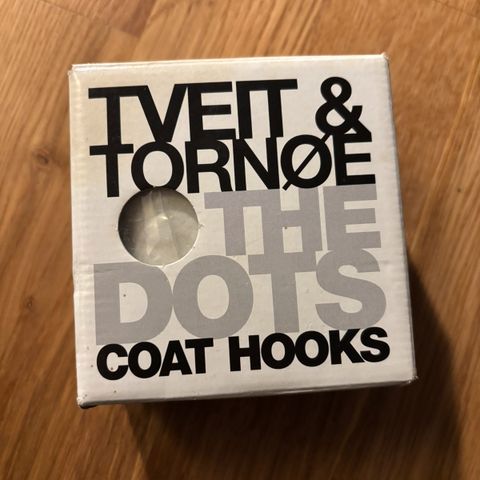 TVEIT &
TORNØE
THE
DOTS
COAT HOOKS